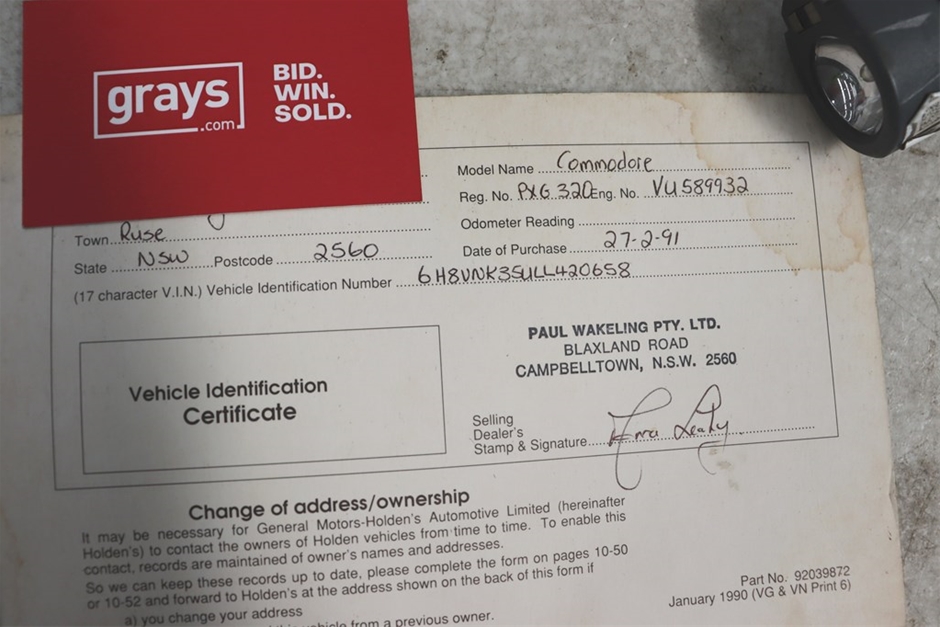 grays
.com
BID.
WIN.
SOLD.
Model Name Commodore
Reg. No. PXG 320 Eng. No. VU589932
Odometer Reading
Town Ruse
Date of Purchase 27-2-91
State NSW Postcode 2560
(17 character V.I.N.) Vehicle Identification Number 6H8VNK35ULL420658
PAUL WAKELING PTY. LTD.
BLAXLAND ROAD
CAMPBELLTOWN, N.S.W. 2560
Vehicle Identification
Certificate
Selling
Dealer's
Stamp & Signature
Change of address/ownership
It may be necessary for General Motors-Holden's Automotive Limited (hereinafter
Holden's) to contact the owners of Holden vehicles from time to time. To enable this
contact, records are maintained of owner's names and addresses.
So we can keep these records up to date, please complete the form on pages 10-50
or 10-52 and forward to Holden's at the address shown on the back of this form if
a) you change your address
vehicle from a previous owner.
Part No. 92039872
January 1990 (VG & VN Print 6)